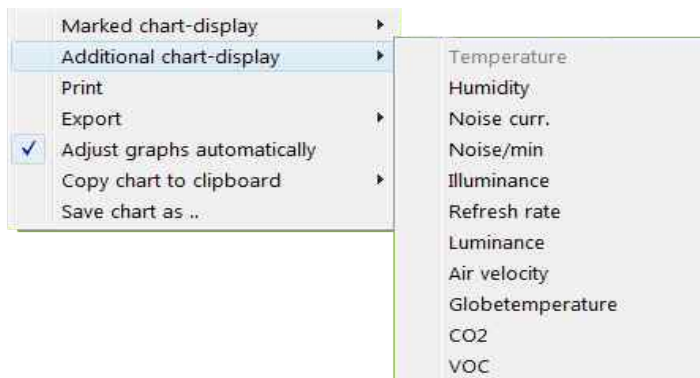 Marked chart-display
Additional chart-display
Print
Export
Adjust graphs automatically
Copy chart to clipboard
Save chart as ..
Temperature
Humidity
Noise curr.
Noise/min
Illuminance
Refresh rate
Luminance
Air velocity
Globetemperature
CO2
VOC